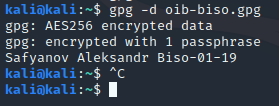 kali@kali:~$ gpg -d oib-biso.gpg
gpg: AES256 encrypted data
gpg: encrypted with 1 passphrase
Safyanov Aleksandr Biso-01-19
kali@kali:~$ ^C
kali@kali:~$